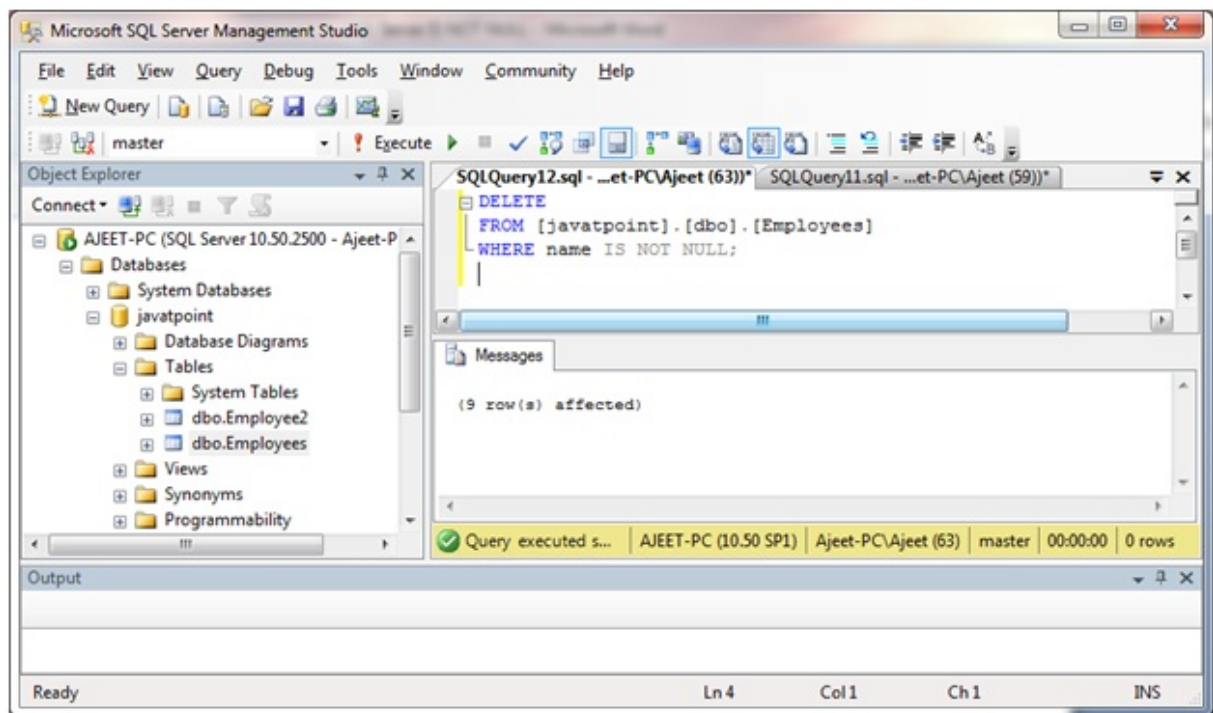 Microsoft SQL Server Management Studio
File Edit View Query Debug Tools Window Community Help
New Query
master Execute
Object Explorer
Connect
AJEET-PC (SQL Server 10.50.2500 - Ajeet-P
Databases
System Databases
javatpoint
Database Diagrams
Tables
System Tables
dbo.Employee2
dbo.Employees
Views
Synonyms
Programmability
SQLQuery12.sql - ...et-PC\Ajeet (63))* SQLQuery11.sql - ...et-PC\Ajeet (59))*
DELETE
FROM [javatpoint].[dbo].[Employees]
WHERE name IS NOT NULL;
Messages
(9 row(s) affected)
Query executed s... AJEET-PC (10.50 SP1) Ajeet-PC\Ajeet (63) master 00:00:00 0 rows
Output
Ready Ln 4 Col 1 Ch 1 INS